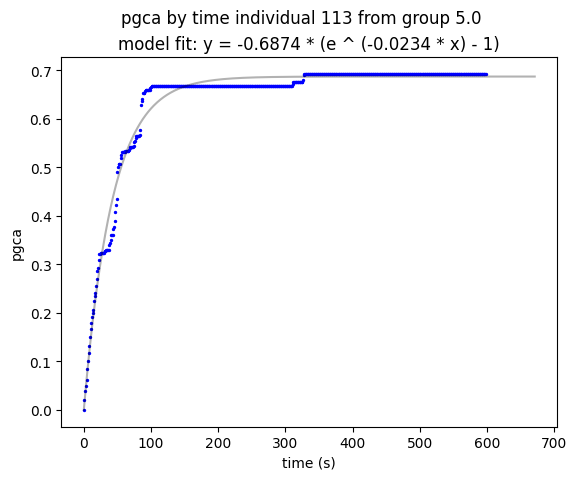 pgca by time individual 113 from group 5.0
model fit: y = -0.6874 * (e ^ (-0.0234 * x) - 1)
0.7
0.6
0.5
0.4
0.3
0.2
0.1
0.0
pgca
0 100 200 300 400 500 600 700
time (s)